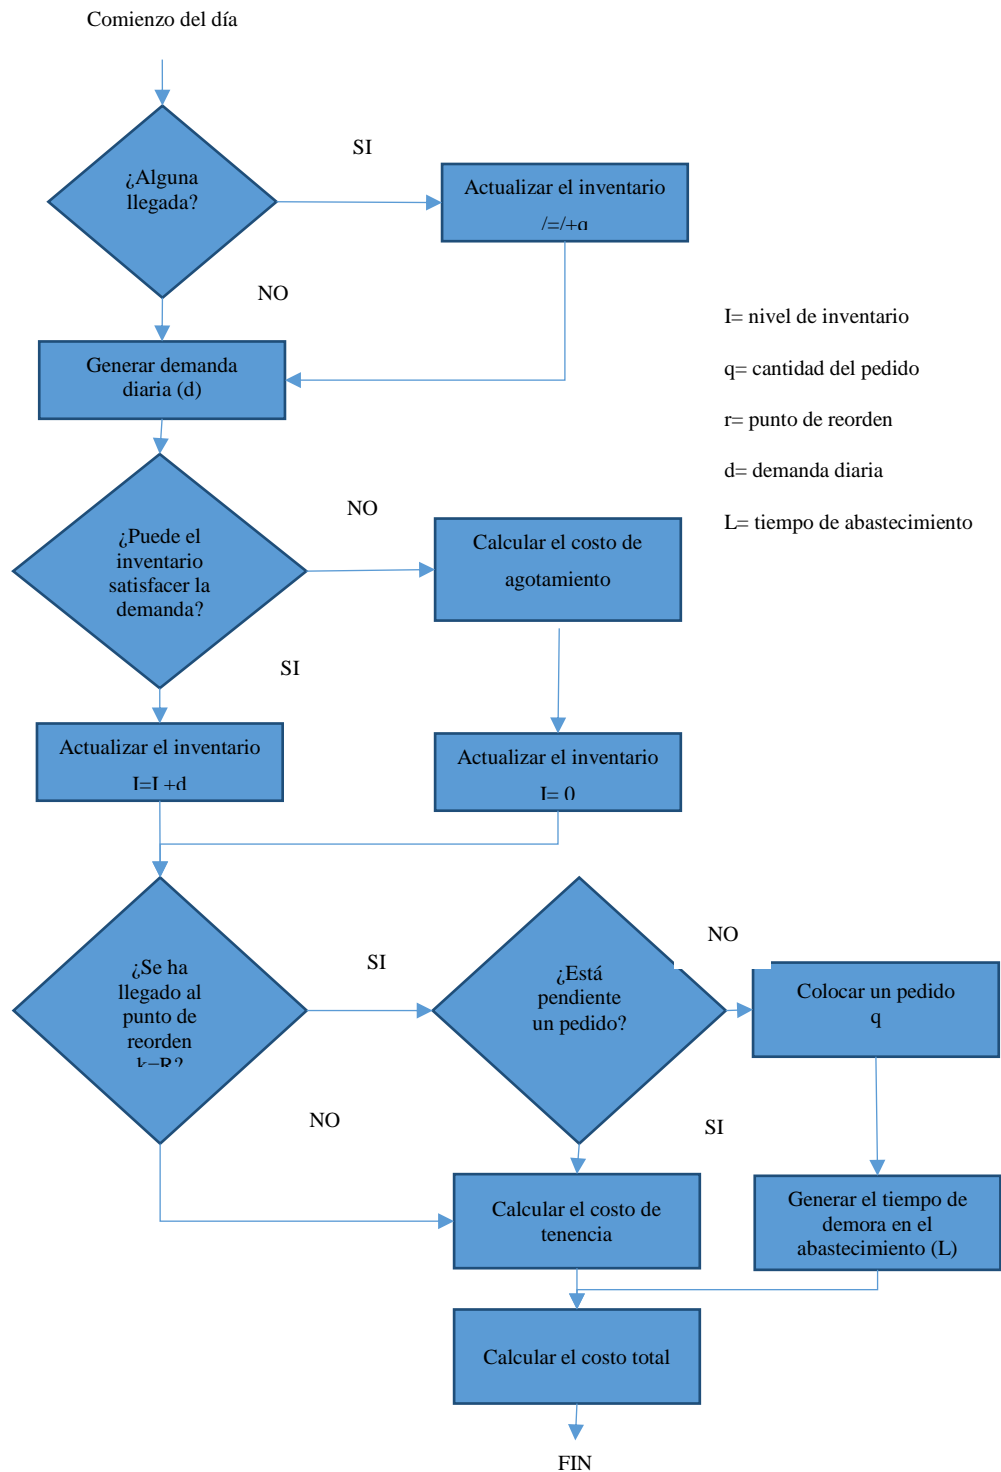 Comienzo del día
¿Alguna
llegada?
SI
Actualizar el inventario
/=/+q
NO
Generar demanda
diaria (d)
I= nivel de inventario
q= cantidad del pedido
r= punto de reorden
d= demanda diaria
L= tiempo de abastecimiento
¿Puede el
inventario
satisfacer la
demanda?
NO
Calcular el costo de
agotamiento
SI
Actualizar el inventario
I=I +d
Actualizar el inventario
I= 0
¿Se ha
llegado al
punto de
reorden
SI
¿Está
pendiente
un pedido?
NO
Colocar un pedido
q
NO
SI
Calcular el costo de
tenencia
Generar el tiempo de
demora en el
abastecimiento (L)
Calcular el costo total
FIN